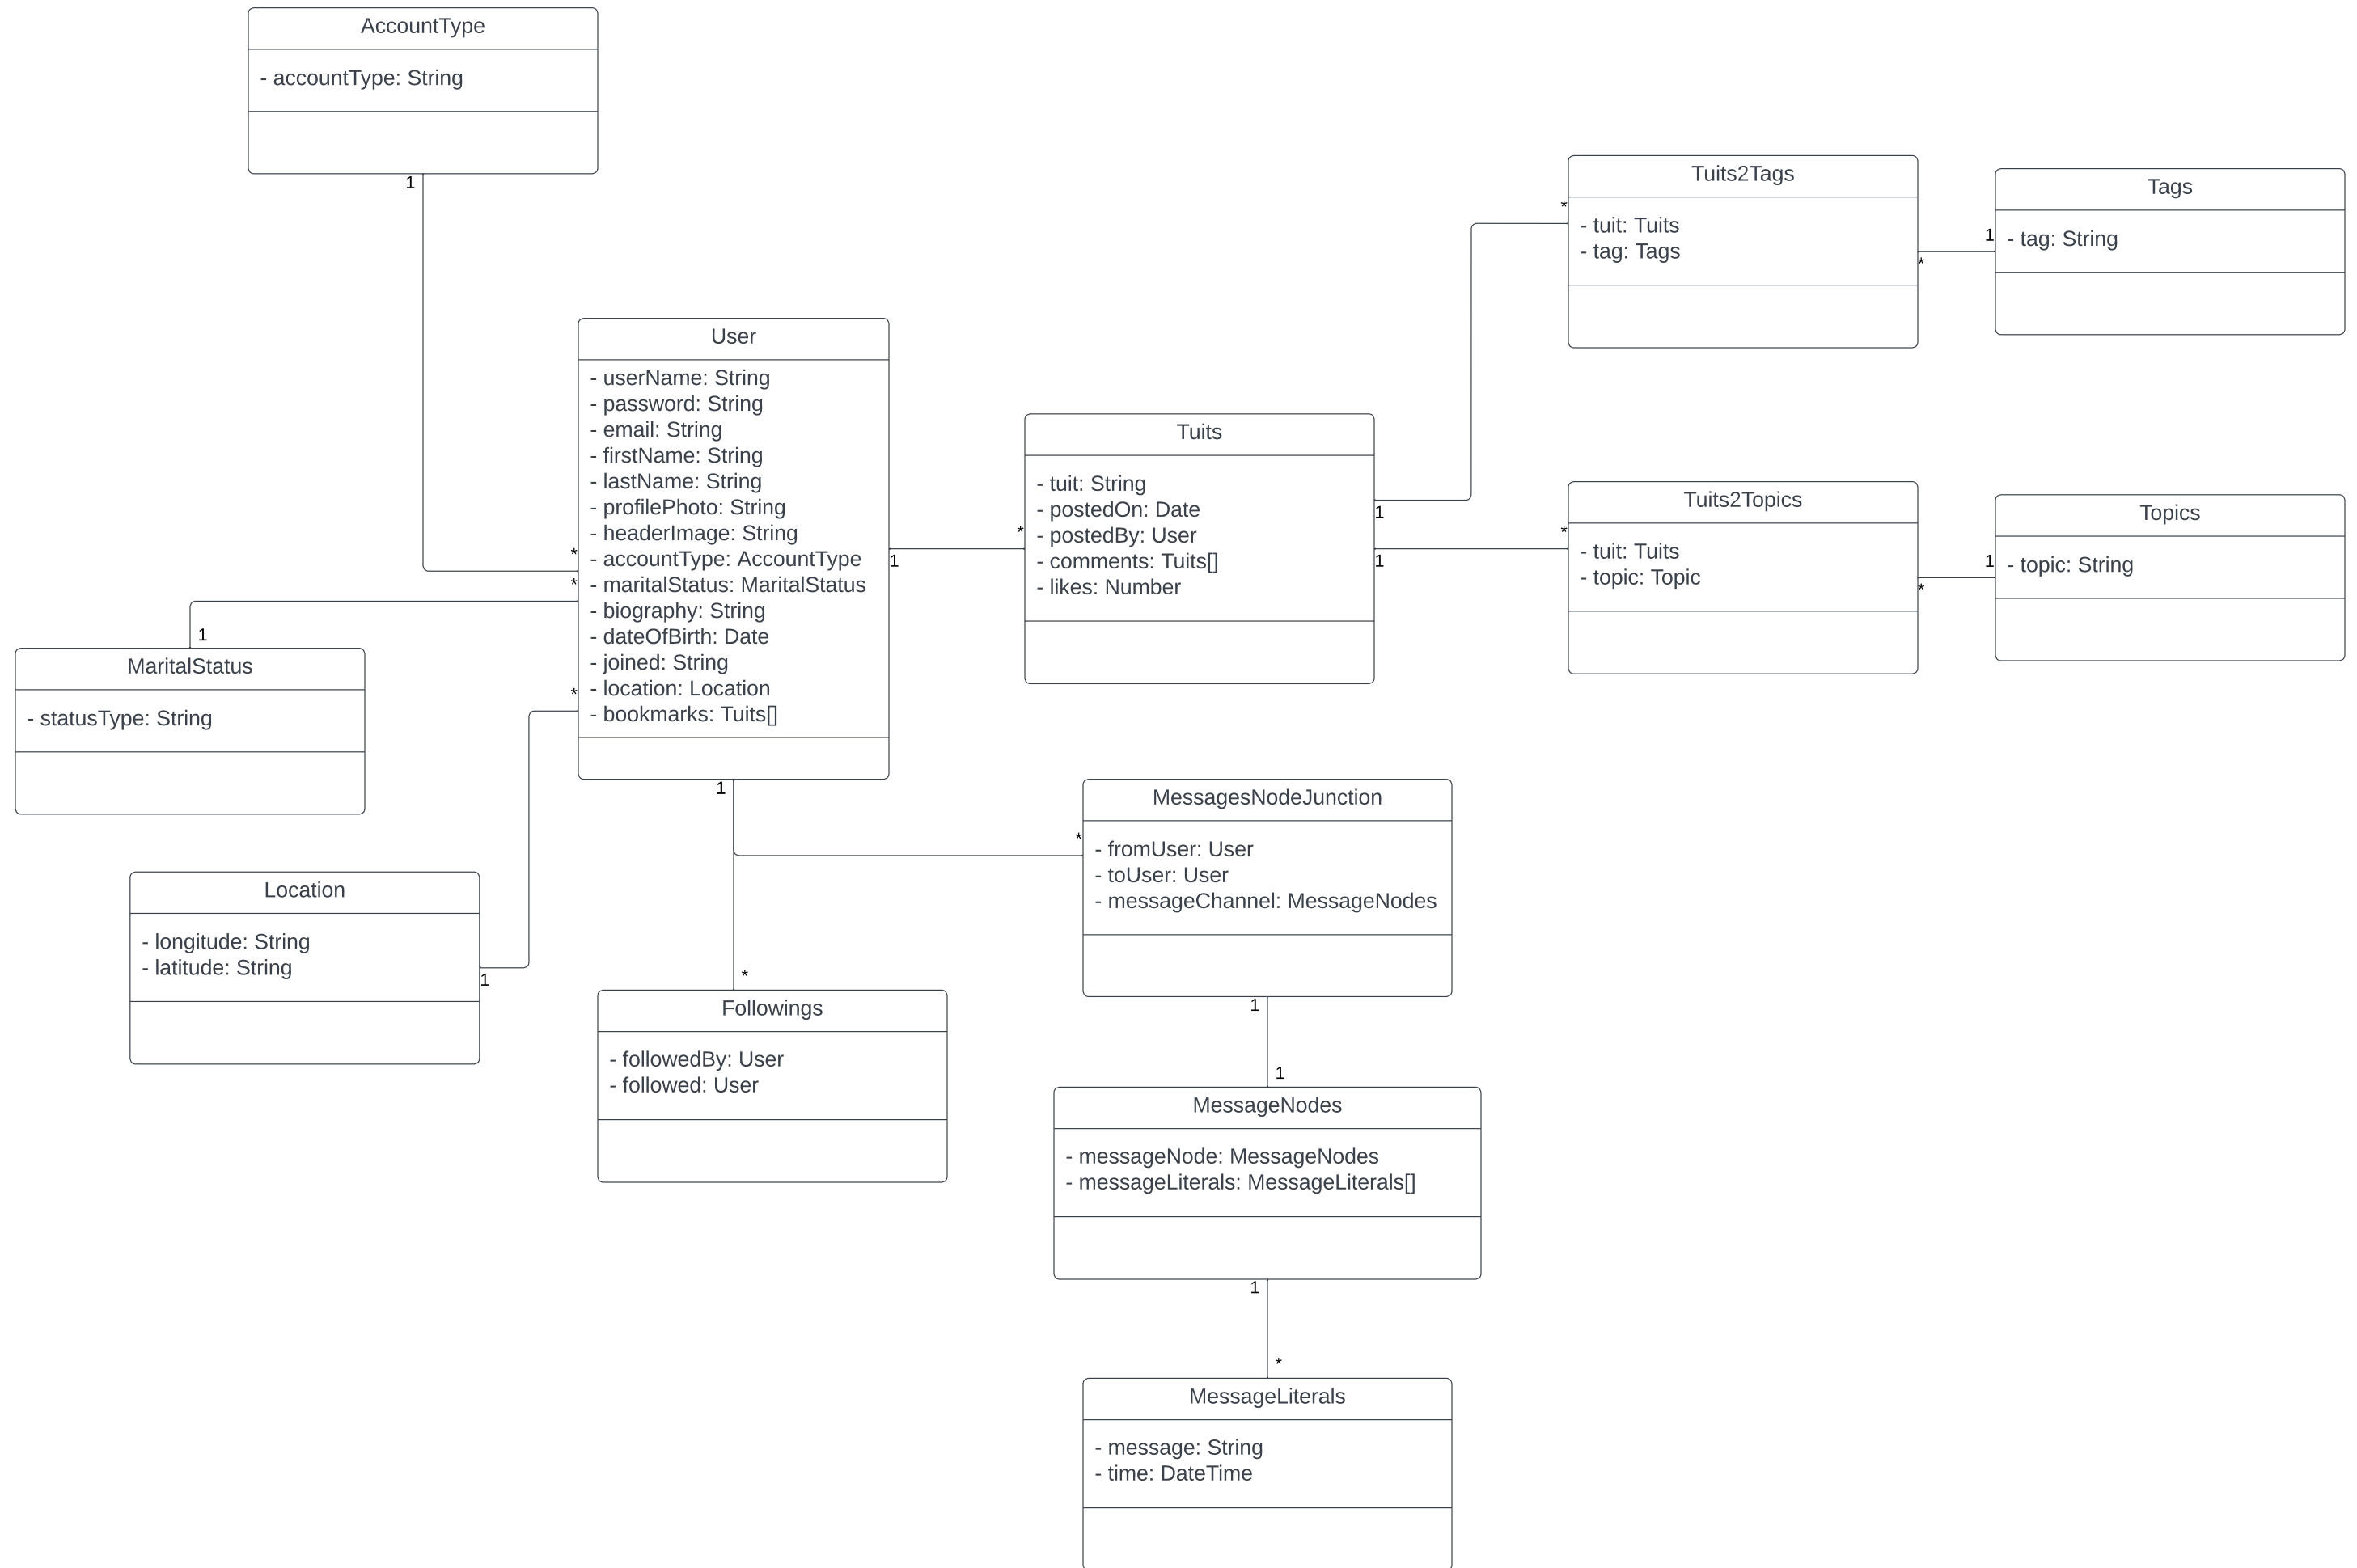 AccountType
- accountType: String
1
Tuits2Tags
- tuit: Tuits
- tag: Tags
*
*
Tags
- tag: String
1
User
- userName: String
- password: String
- email: String
- firstName: String
- lastName: String
- profilePhoto: String
- headerImage: String
- accountType: AccountType
- maritalStatus: MaritalStatus
- biography: String
- dateOfBirth: Date
- joined: String
- location: Location
- bookmarks: Tuits[]
*
*
*
1
1
Tuits
- tuit: String
- postedOn: Date
- postedBy: User
- comments: Tuits[]
- likes: Number
*
1
1
Tuits2Topics
- tuit: Tuits
- topic: Topic
*
*
Topics
- topic: String
1
1
MaritalStatus
- statusType: String
Location
- longitude: String
- latitude: String
1
*
Followings
- followedBy: User
- followed: User
MessagesNodeJunction
*
- fromUser: User
- toUser: User
- messageChannel: MessageNodes
1
1
MessageNodes
- messageNode: MessageNodes
- messageLiterals: MessageLiterals[]
1
*
MessageLiterals
- message: String
- time: DateTime